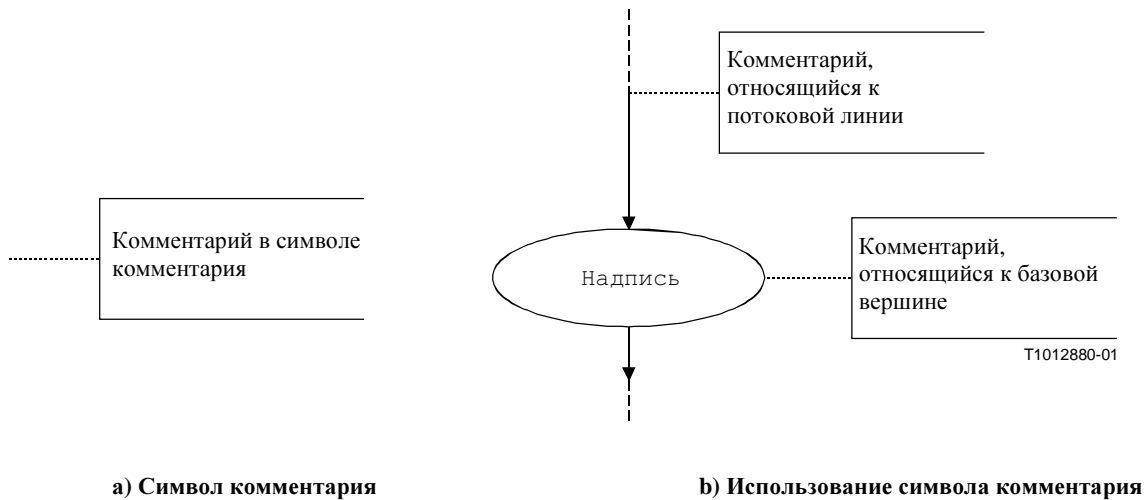 Комментарий,
относящийся к
потоковой линии
Комментарий в символе
комментария
Надпись
Комментарий,
относящийся к базовой
вершине
T1012880-01
a) Символ комментария
b) Использование символа комментария